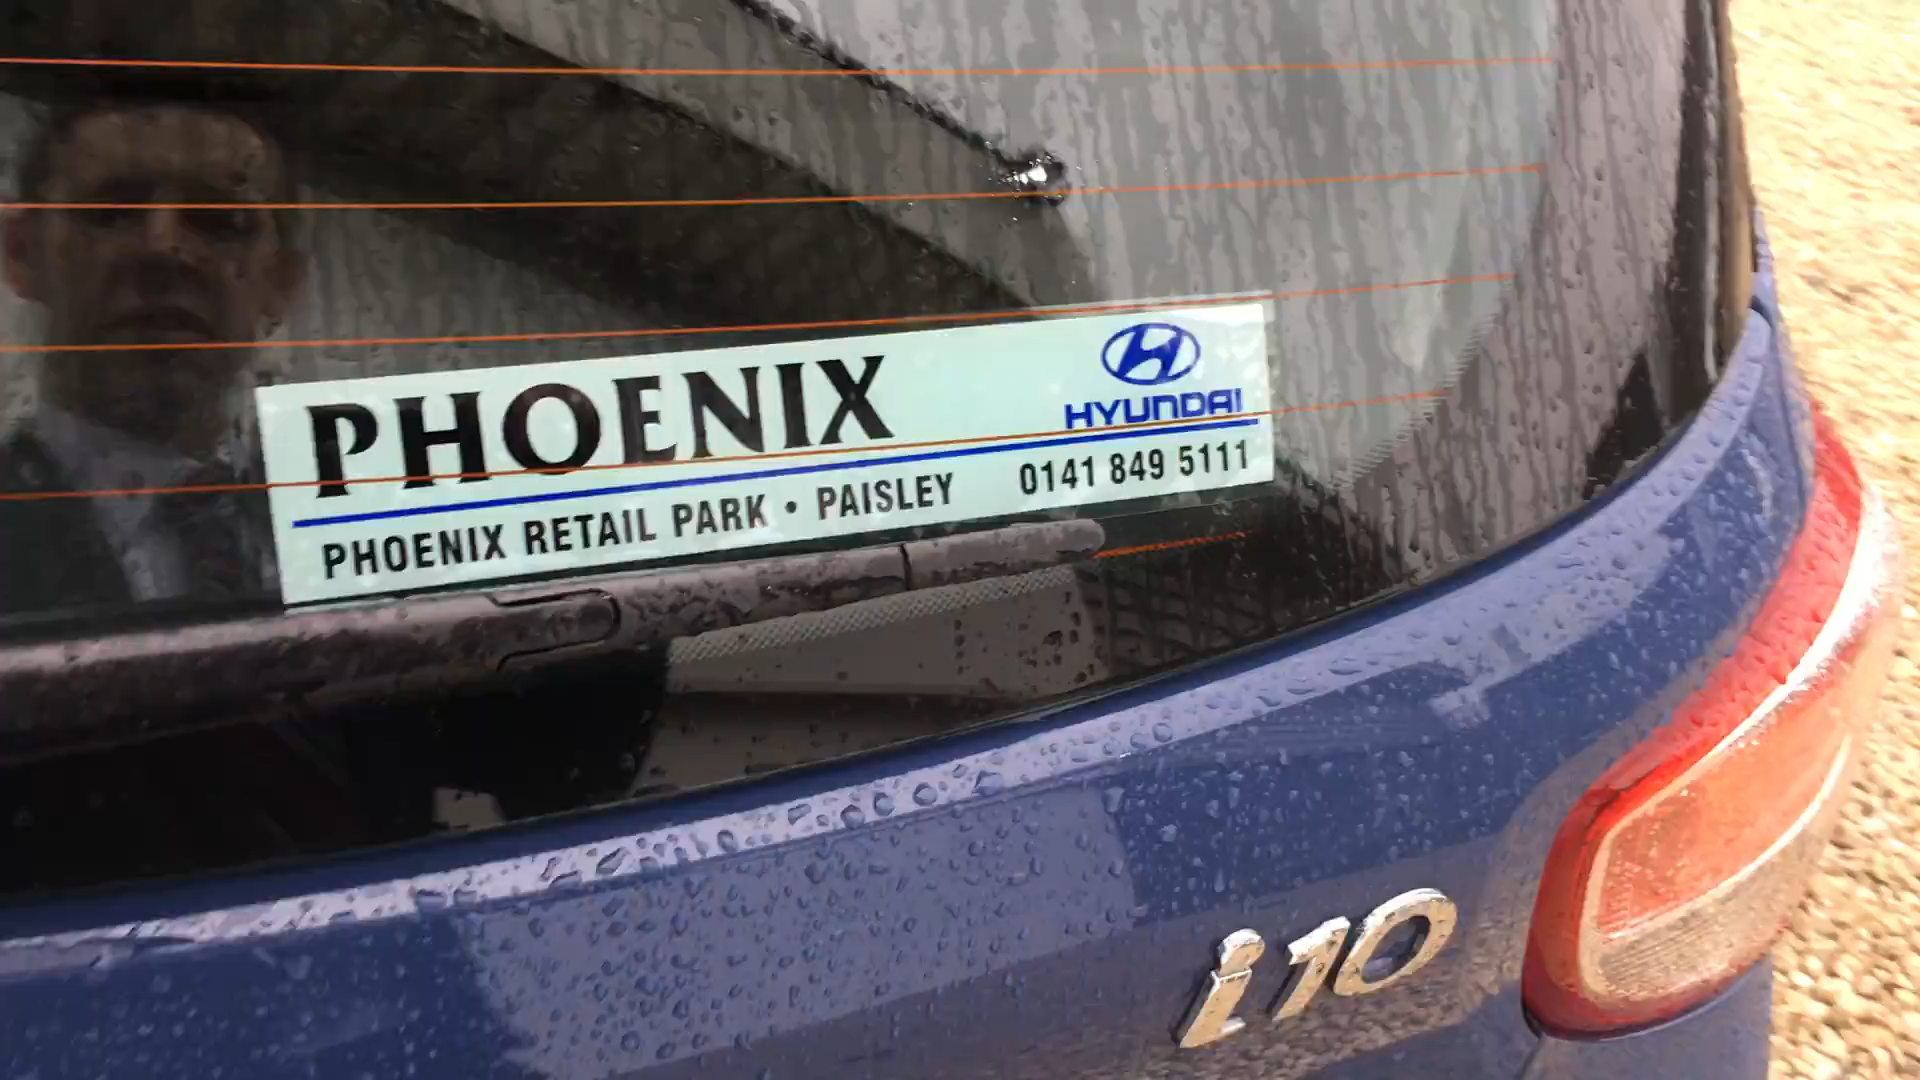 PHOENIX
HYUNDAI
PHOENIX RETAIL PARK • PAISLEY 0141 849 5111
i10